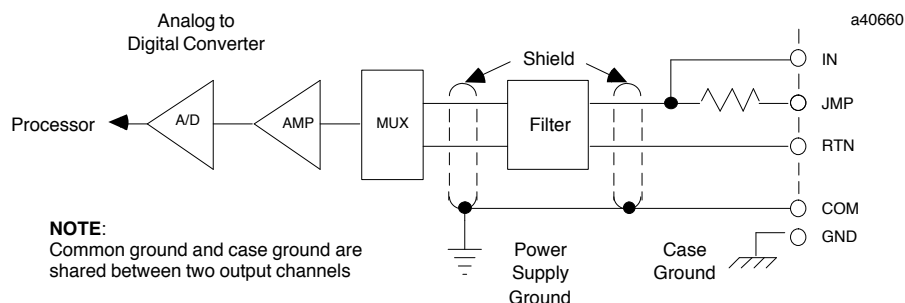 a40660
Analog to
Digital Converter
Shield
IN
A/D
AMP
MUX
Filter
JMP
Processor
RTN
COM
NOTE:
Common ground and case ground are
shared between two output channels
Power
Supply
Ground
Case
Ground
GND